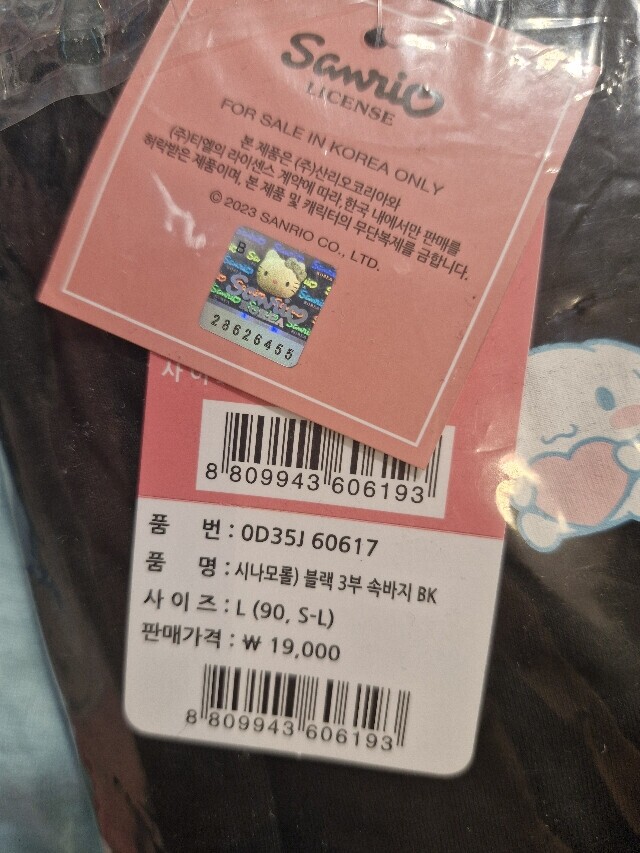 Sanrio
LICENSE
FOR SALE IN KOREA ONLY
본 제품은 (주)산리오코리아와
(주)티엘의 라이센스 계약에 따라, 한국 내에서만 판매를
허락받은 제품이며, 본 제품 및 캐릭터의 무단복제를 금합니다.
© 2023 SANRIO CO., LTD.
B
Sanrio
KOREA
28626455
8 809943 606193
품 번 : 0D35J 60617
품 명 : 시나모롤) 블랙 3부 속바지 BK
사 이 즈 : L (90, S-L)
판매가격 : ₩ 19,000
8 809943 606193